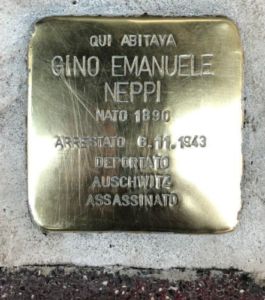 QUI ABITAVA
GINO EMANUELE
NEPPI
NATO 1890
ARRESTATO 6.11.1943
DEPORTATO
AUSCHWITZ
ASSASSINATO